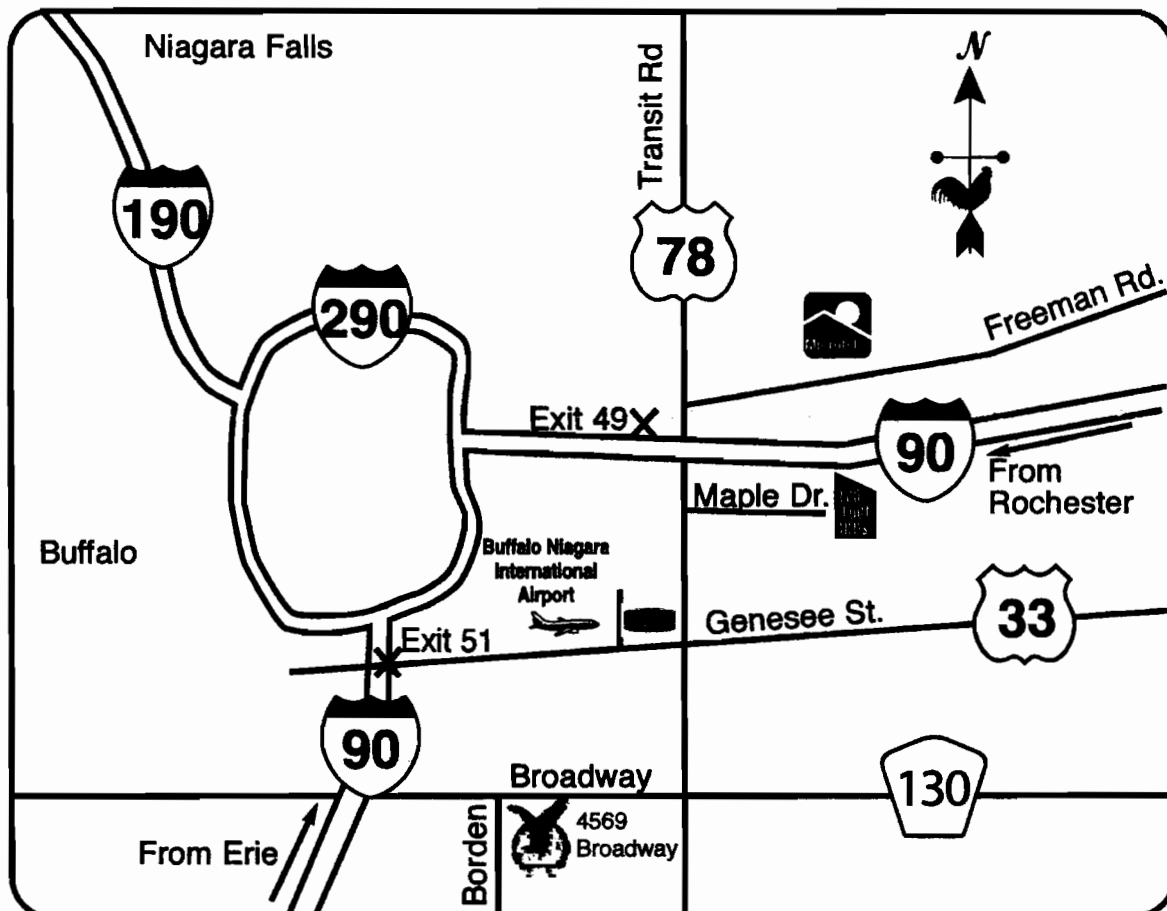 Niagara Falls
Transit Rd
N
190
78
290
Freeman Rd.
Exit 49
90
From
Rochester
Maple Dr.
Buffalo
Buffalo Niagara
International
Airport
Genesee St.
33
Exit 51
90
Broadway
130
4569
Broadway
From Erie
Borden